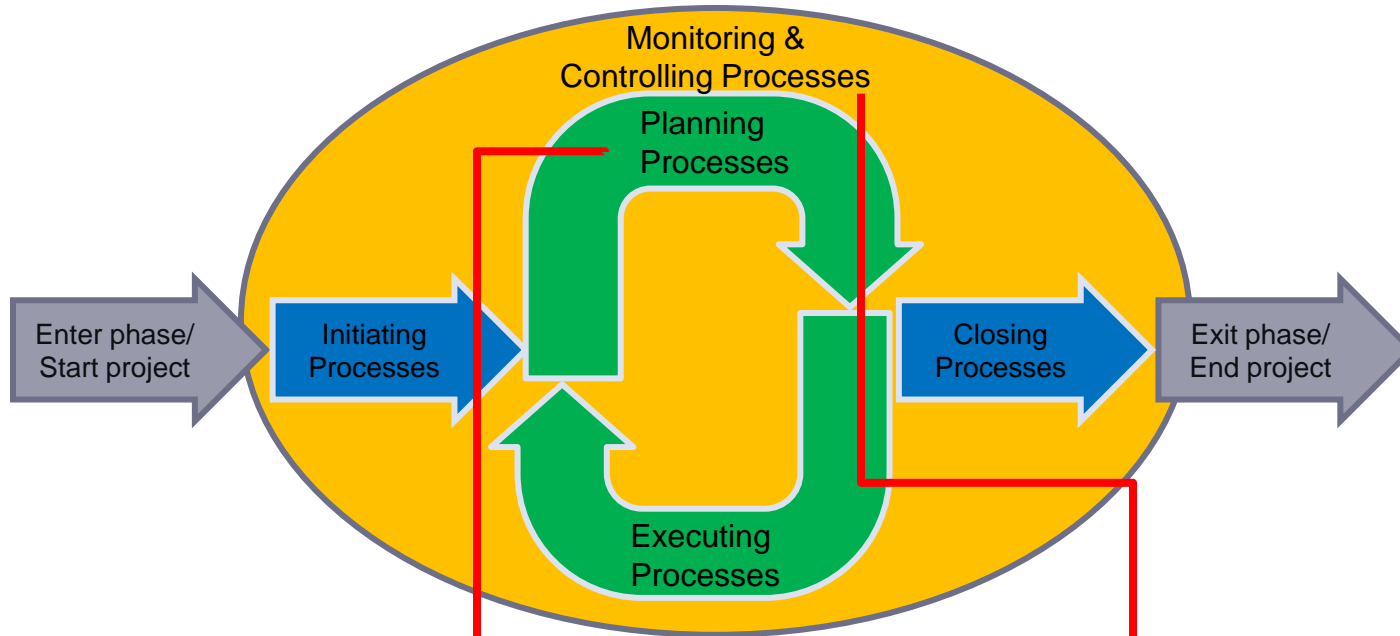 Monitoring &
Controlling Processes
Planning
Processes
Enter phase/
Start project
Initiating
Processes
Closing
Processes
Exit phase/
End project
Executing
Processes